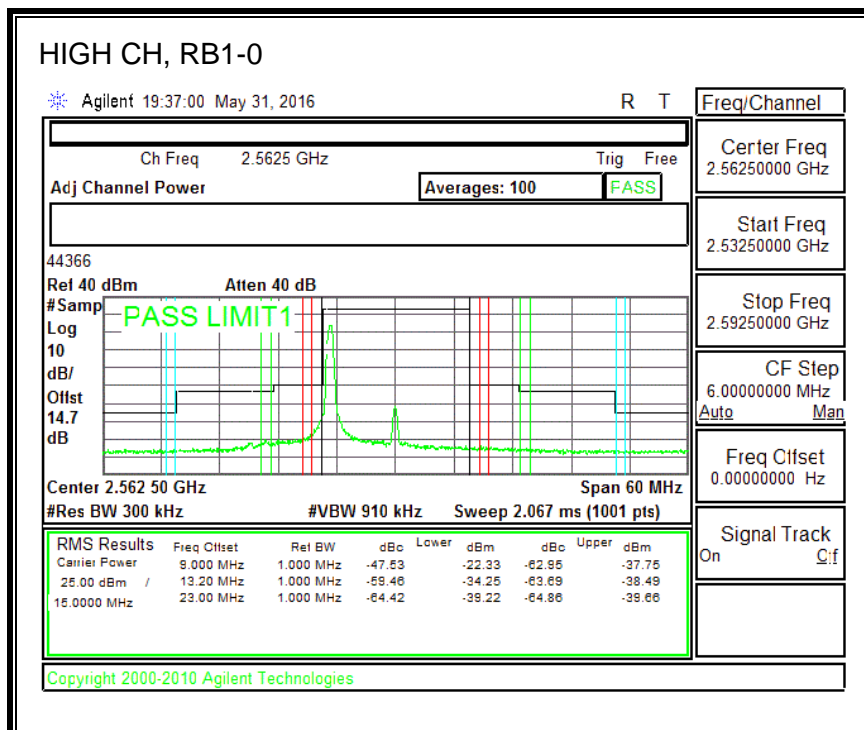 HIGH CH, RB1-0
Agilent 19:37:00 May 31, 2016 R T
Ch Freq 2.5625 GHz Trig Free
Adj Channel Power Averages: 100 PASS
44366
Ref 40 dBm Atten 40 dB
#Samp
Log
10
dB/
Offst
14.7
dB
PASS LIMIT1
Center 2.562 50 GHz Span 60 MHz
#Res BW 300 kHz #VBW 910 kHz Sweep 2.067 ms (1001 pts)
RMS Results Freq Offset Ref BW dBc Lower dBm dBc Upper dBm
Carrier Power 9.000 MHz 1.000 MHz -47.53 -22.33 -62.95 -37.75
25.00 dBm / 13.20 MHz 1.000 MHz -59.46 -34.25 -63.69 -38.49
15.0000 MHz 23.00 MHz 1.000 MHz -64.42 -39.22 -64.86 -39.66
Copyright 2000-2010 Agilent Technologies
Freq/Channel
Center Freq
2.56250000 GHz
Start Freq
2.53250000 GHz
Stop Freq
2.59250000 GHz
CF Step
6.00000000 MHz
Auto Man
Freq Offset
0.00000000 Hz
Signal Track
On Off